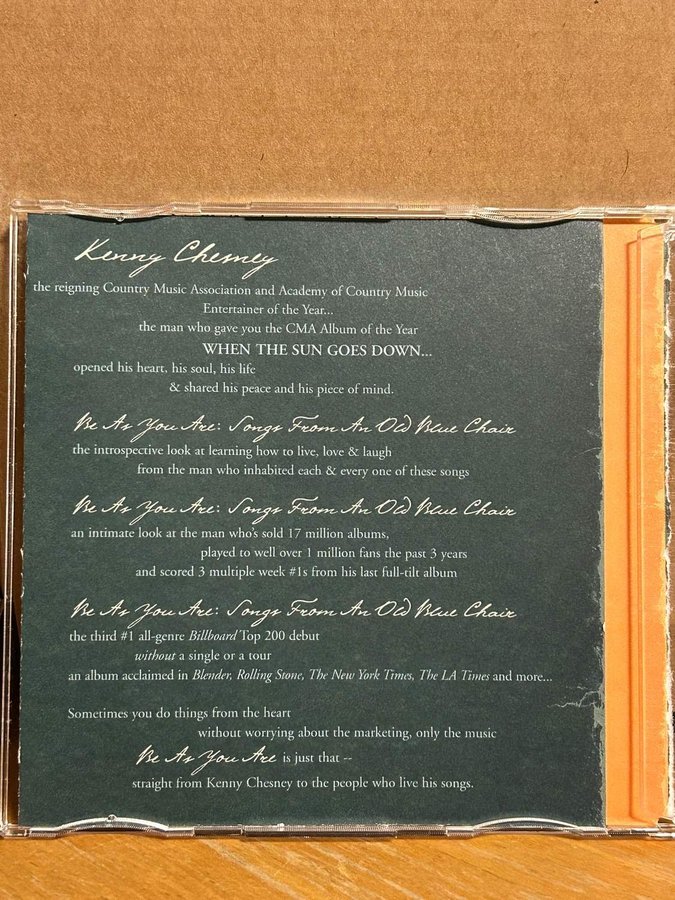 Kenny Chesney
the reigning Country Music Association and Academy of Country Music
Entertainer of the Year...
the man who gave you the CMA Album of the Year
WHEN THE SUN GOES DOWN...
opened his heart, his soul, his life
& shared his peace and his piece of mind.
Be As You Are: Songs From An Old Blue Chair
the introspective look at learning how to live, love & laugh
from the man who inhabited each & every one of these songs
Be As You Are: Songs From An Old Blue Chair
an intimate look at the man who's sold 17 million albums,
played to well over 1 million fans the past 3 years
and scored 3 multiple week #1s from his last full-tilt album
Be As You Are: Songs From An Old Blue Chair
the third #1 all-genre Billboard Top 200 debut
without a single or a tour
an album acclaimed in Blender, Rolling Stone, The New York Times, The LA Times and more...
Sometimes you do things from the heart
without worrying about the marketing, only the music
Be As You Are is just that --
straight from Kenny Chesney to the people who live his songs.